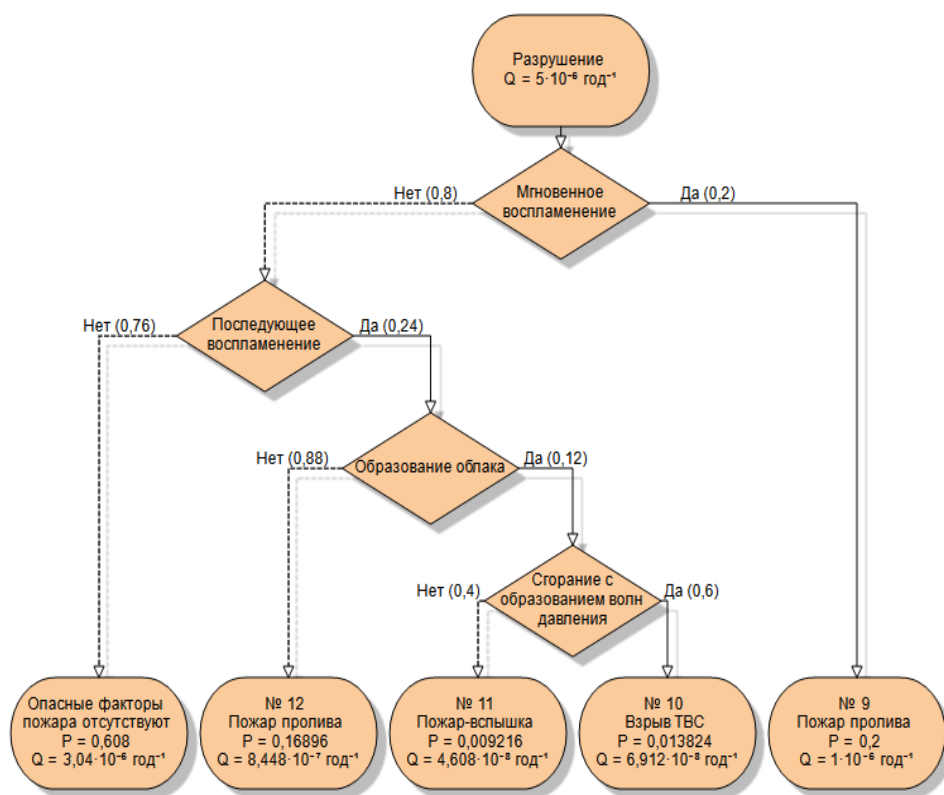 Разрушение
Q = 5·10⁻⁶ год⁻¹
Мгновенное
воспламенение
Нет (0,8)
Да (0,2)
Последующее
воспламенение
Нет (0,76)
Да (0,24)
Образование облака
Нет (0,88)
Да (0,12)
Сгорание с
образованием волн
давления
Нет (0,4)
Да (0,6)
Опасные факторы
пожара отсутствуют
P = 0,608
Q = 3,04·10⁻⁶ год⁻¹
№ 12
Пожар пролива
P = 0,16896
Q = 8,448·10⁻⁷ год⁻¹
№ 11
Пожар-вспышка
P = 0,009216
Q = 4,608·10⁻⁸ год⁻¹
№ 10
Взрыв ТВС
P = 0,013824
Q = 6,912·10⁻⁸ год⁻¹
№ 9
Пожар пролива
P = 0,2
Q = 1·10⁻⁶ год⁻¹